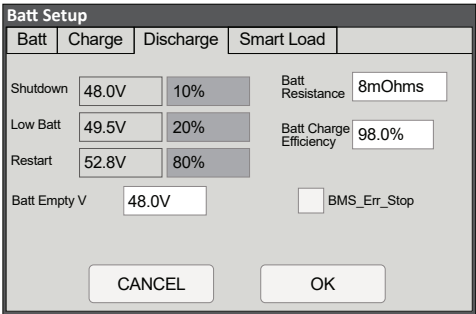 Batt Setup
Batt Charge Discharge Smart Load
Shutdown 48.0V 10%
Batt
Resistance 8mOhms
Low Batt 49.5V 20%
Batt Charge
Efficiency 98.0%
Restart 52.8V 80%
Batt Empty V 48.0V
BMS_Err_Stop
CANCEL OK